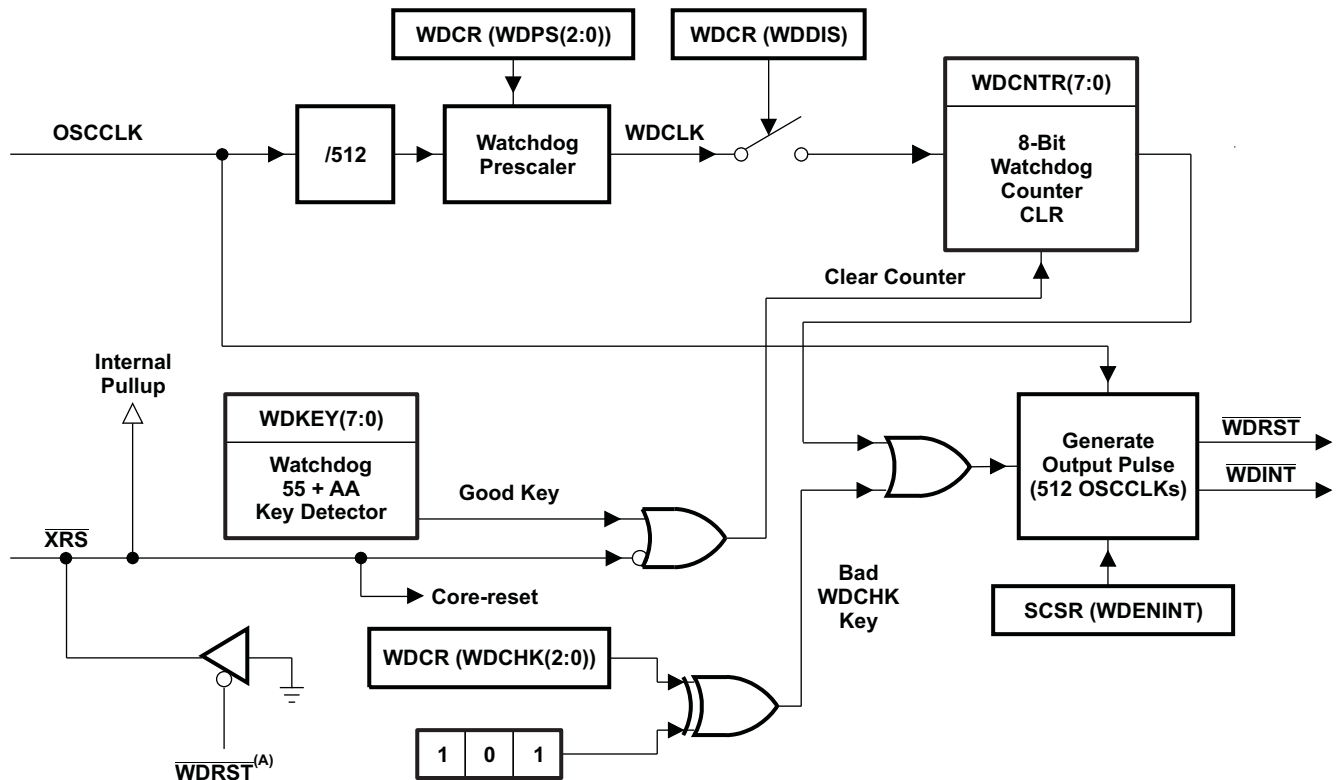 WDCR (WDPS(2:0))
WDCR (WDDIS)
WDCNTR(7:0)
OSCCLK
/512
Watchdog
Prescaler
WDCLK
8-Bit
Watchdog
Counter
CLR
Clear Counter
Internal
Pullup
WDKEY(7:0)
Watchdog
55 + AA
Key Detector
Good Key
Generate
Output Pulse
(512 OSCCLKs)
WDRST
WDINT
XRS
Core-reset
Bad
WDCHK
Key
SCSR (WDENINT)
WDCR (WDCHK(2:0))
1 0 1
WDRST(A)